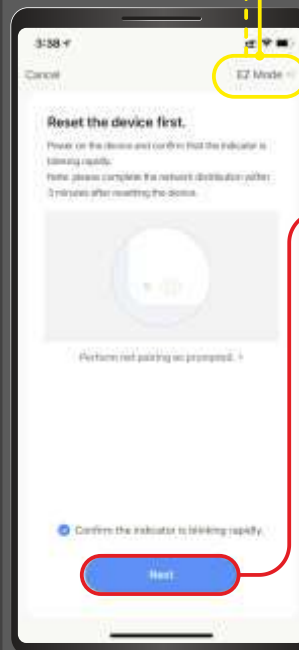 3:38
Cancel
EZ Mode
Reset the device first.
Power on the device and confirm that the indicator is
blinking rapidly.
Note: please complete the network distribution within
3 minutes after resetting the device.
Perform net pairing as prompted. >
Confirm the indicator is blinking rapidly.
Next